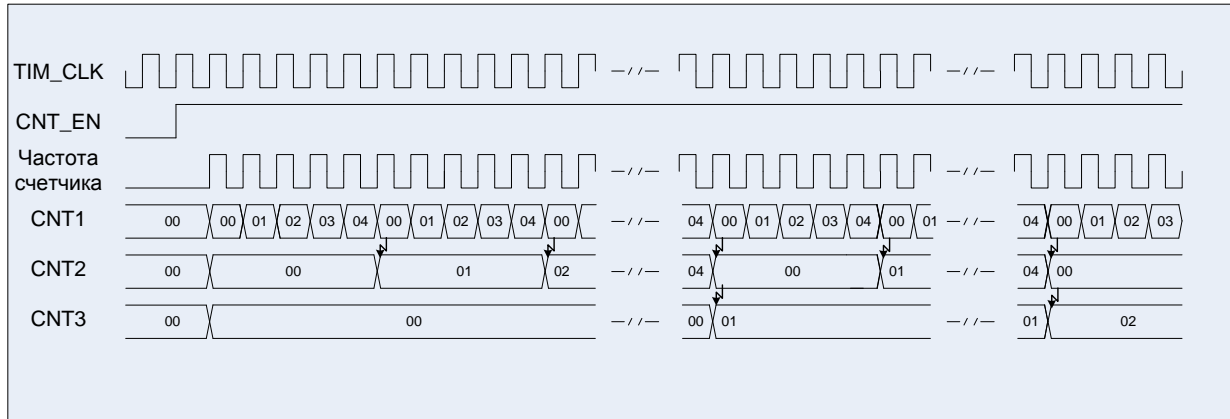 TIM_CLK
CNT_EN
Частота
счетчика
CNT1 00 00 01 02 03 04 00 01 02 03 04 00 04 00 01 02 03 04 00 01 04 00 01 02 03
CNT2 00 00 01 02 04 00 01 04 00
CNT3 00 00 00 01 01 02